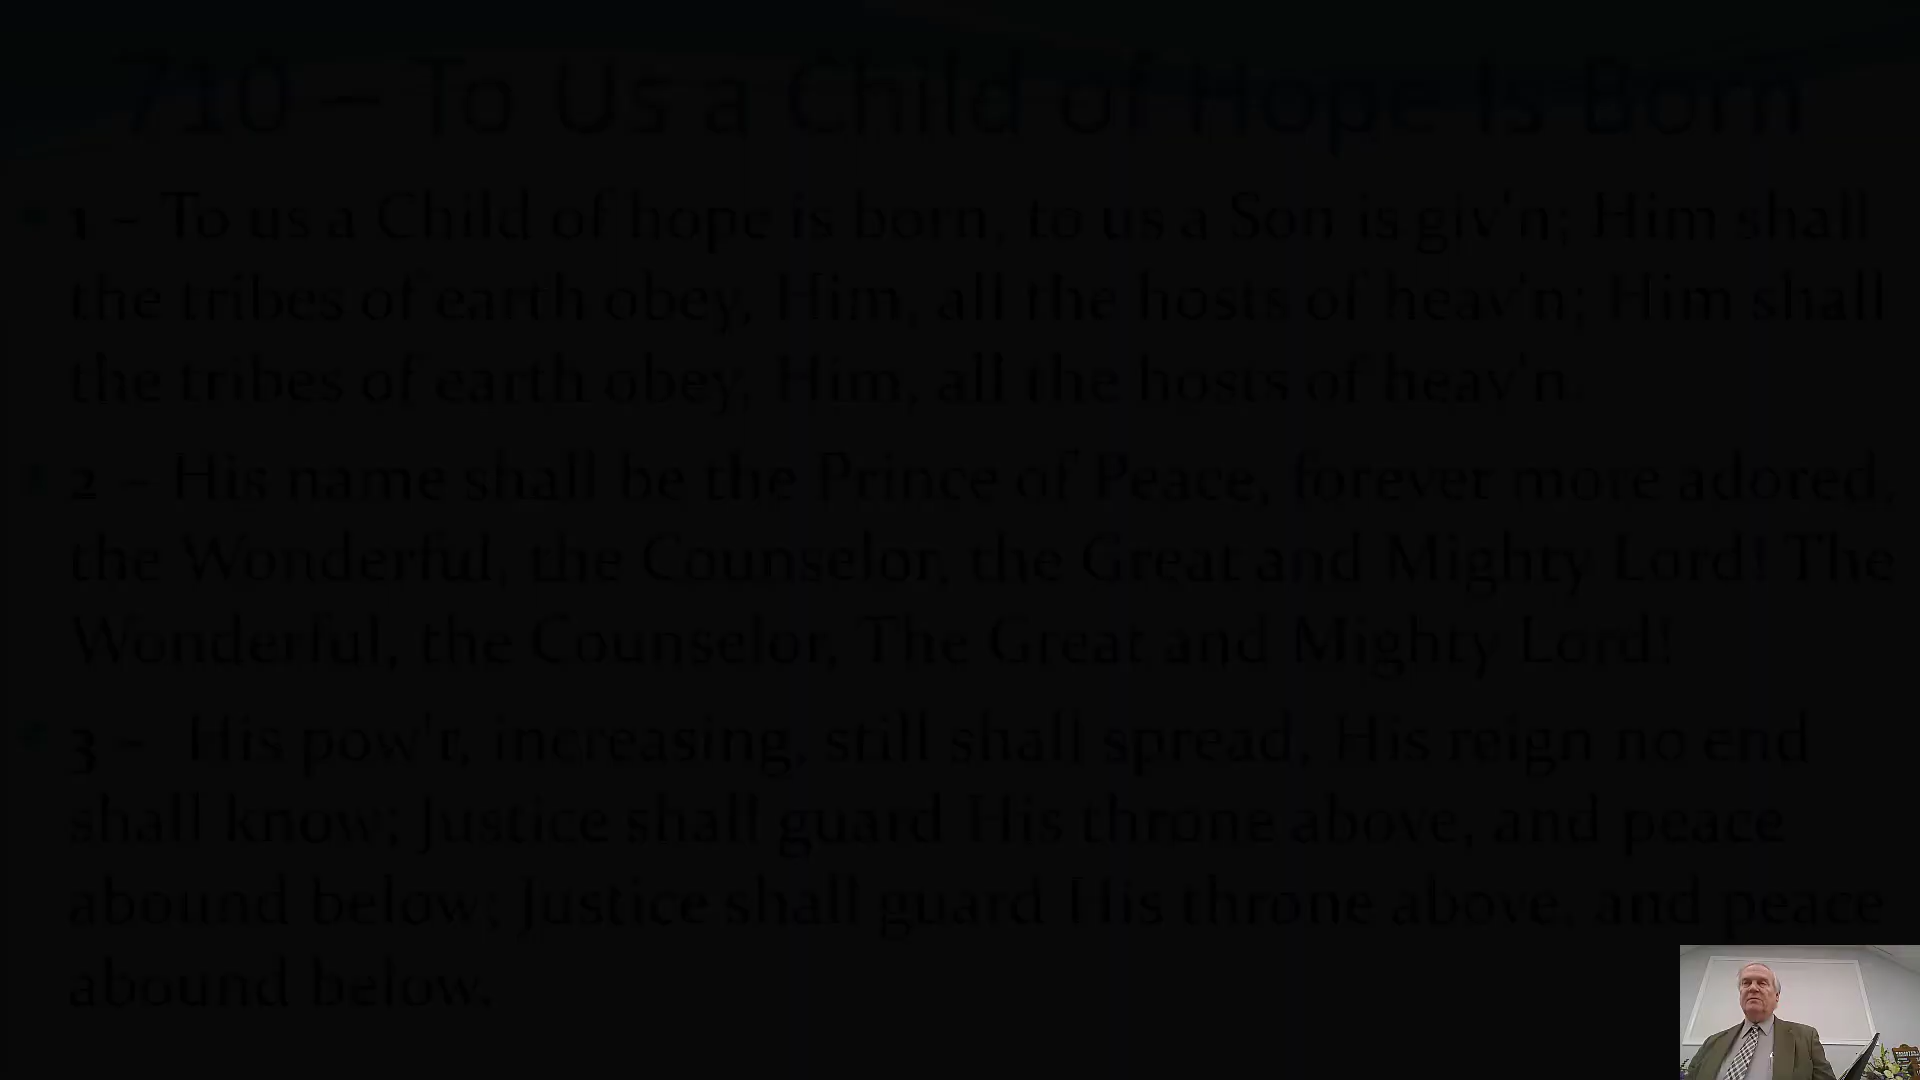 710 – To Us a Child of Hope Is Born
1 – To us a Child of hope is born, to us a Son is giv'n; Him shall
the tribes of earth obey, Him, all the hosts of heav'n; Him shall
the tribes of earth obey, Him, all the hosts of heav'n.
2 – His name shall be the Prince of Peace, forever more adored,
the Wonderful, the Counselor, the Great and Mighty Lord! The
Wonderful, the Counselor, The Great and Mighty Lord!
3 – His pow'r, increasing, still shall spread, His reign no end
shall know; Justice shall guard His throne above, and peace
abound below; Justice shall guard His throne above, and peace
abound below.